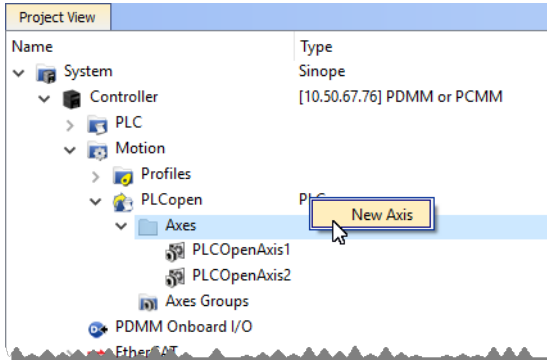 Project View
Name Type
System Sinope
Controller [10.50.67.76] PDMM or PCMM
PLC
Motion
Profiles
PLCopen
New Axis
Axes
PLCOpenAxis1
PLCOpenAxis2
Axes Groups
PDMM Onboard I/O
EtherCAT